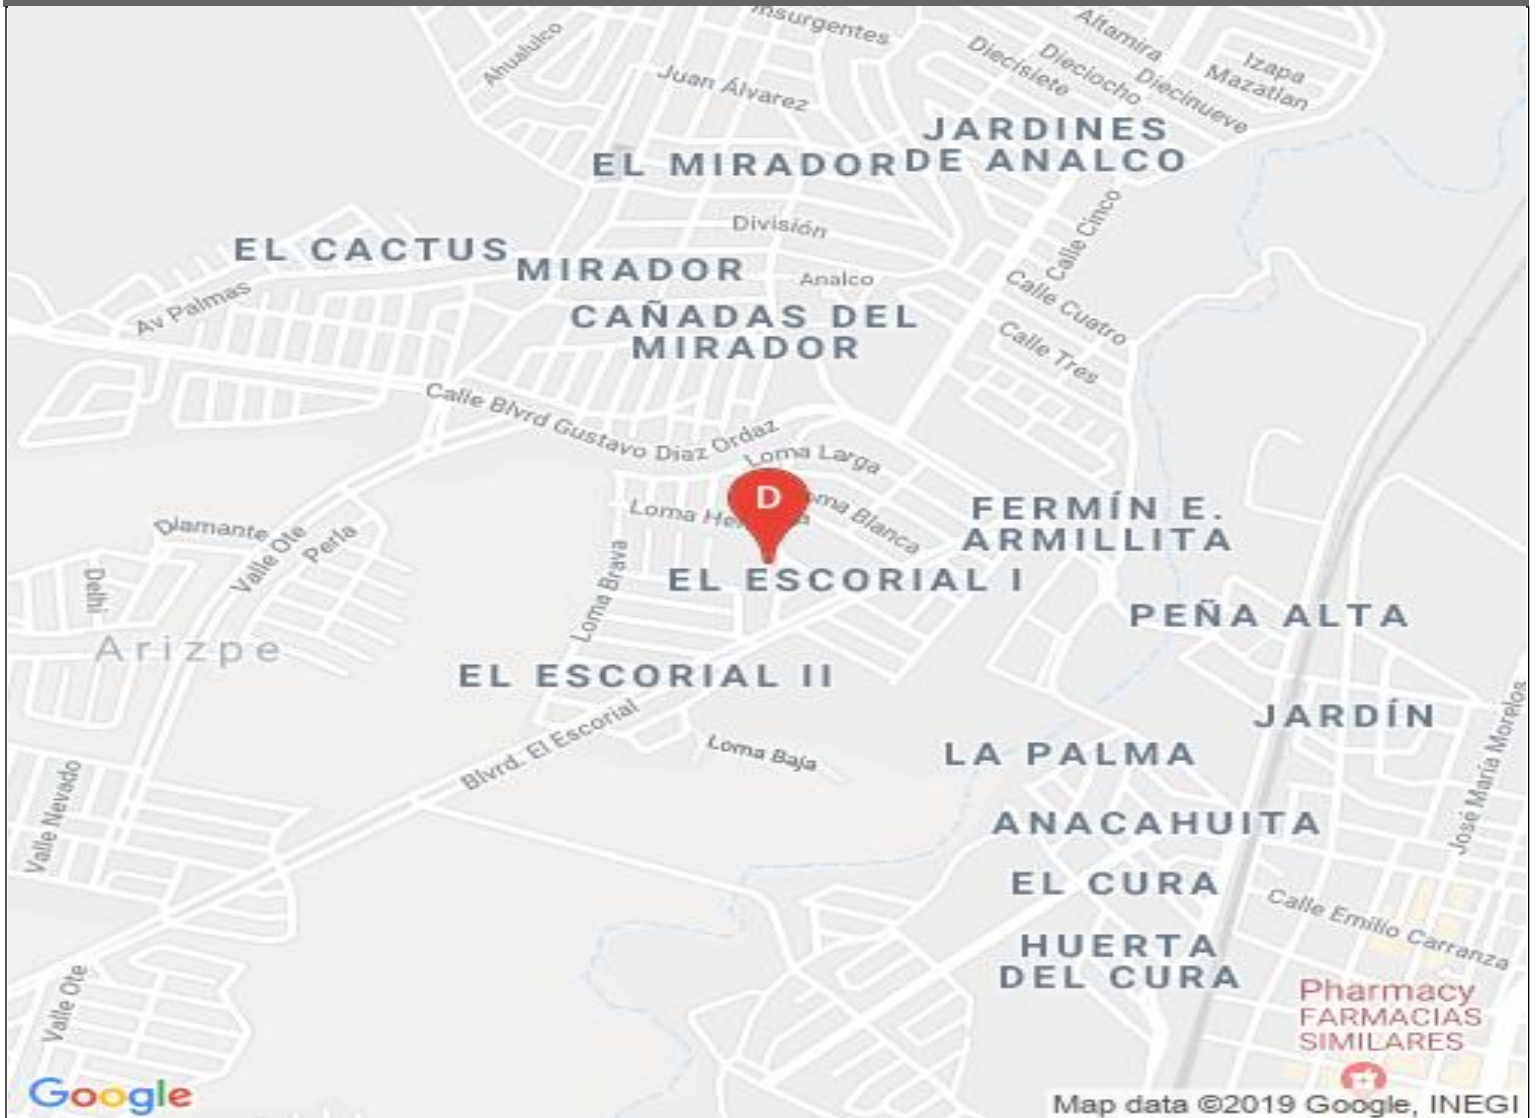 Insurgentes
Altamira
Ahualulco
Diecisiete
Dieciocho
Izapa
Juan Álvarez
Diecinueve
Mazatlan
JARDINES
DE ANALCO
EL MIRADOR
División
Calle Cinco
EL CACTUS
MIRADOR
Analco
Av Palmas
Calle Cuatro
CAÑADAS DEL
MIRADOR
Calle Tres
Calle Blvrd Gustavo Diaz Ordaz
Loma Larga
D
Loma Blanca
Loma
FERMÍN E.
ARMILLITA
Diamante
Valle Ote
Perla
Delhi
Loma Brava
EL ESCORIAL I
PEÑA ALTA
Arizpe
EL ESCORIAL II
JARDÍN
José María Morelos
Blvrd. El Escorial
Loma Baja
LA PALMA
Valle Nevado
ANACAHUITA
EL CURA
Calle Emilio Carranza
HUERTA
DEL CURA
Valle Ote
Pharmacy
FARMACIAS
SIMILARES
Google
Map data ©2019 Google, INEGI